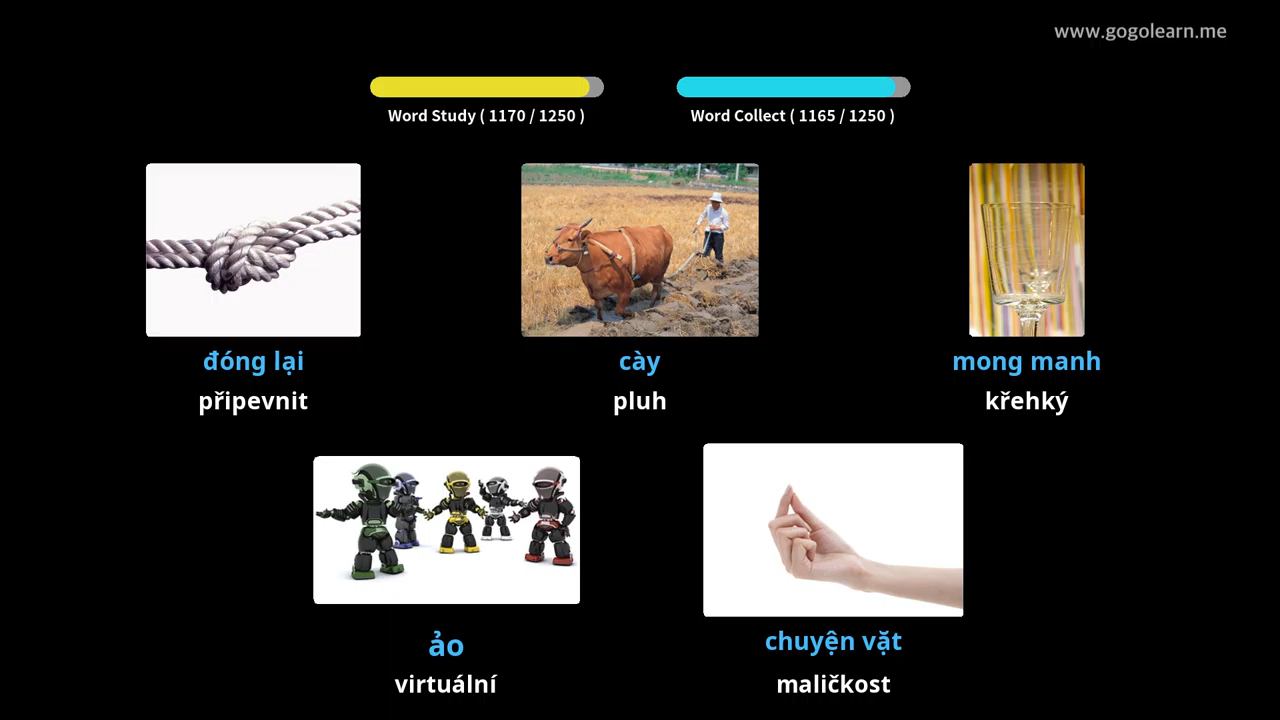 www.gogolearn.me
Word Study ( 1170 / 1250 )
Word Collect ( 1165 / 1250 )
đóng lại
připevnit
cày
pluh
mong manh
křehký
ảo
virtuální
chuyện vặt
maličkost